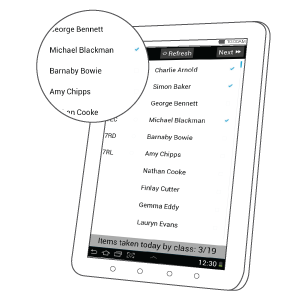 George Bennett
Michael Blackman
Barnaby Bowie
Amy Chipps
Cooke
Refresh
Next
Charlie Arnold
Simon Baker
George Bennett
Michael Blackman
7RD Barnaby Bowie
7RL Amy Chipps
Nathan Cooke
Finlay Cutter
Gemma Eddy
Lauryn Evans
Items taken today by class: 3/19
12:30